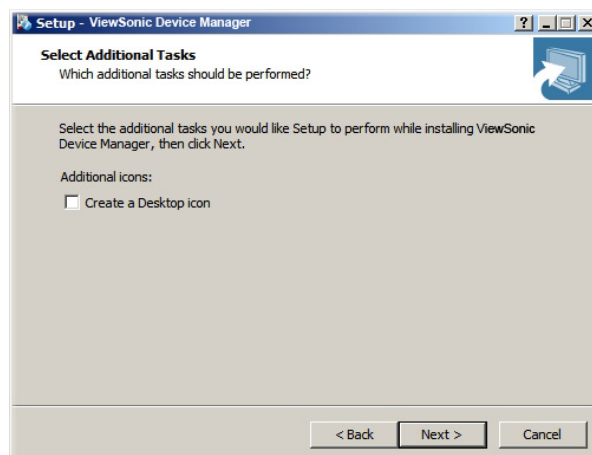 Setup - ViewSonic Device Manager
Select Additional Tasks
Which additional tasks should be performed?
Select the additional tasks you would like Setup to perform while installing ViewSonic
Device Manager, then click Next.
Additional icons:
Create a Desktop icon
< Back Next > Cancel